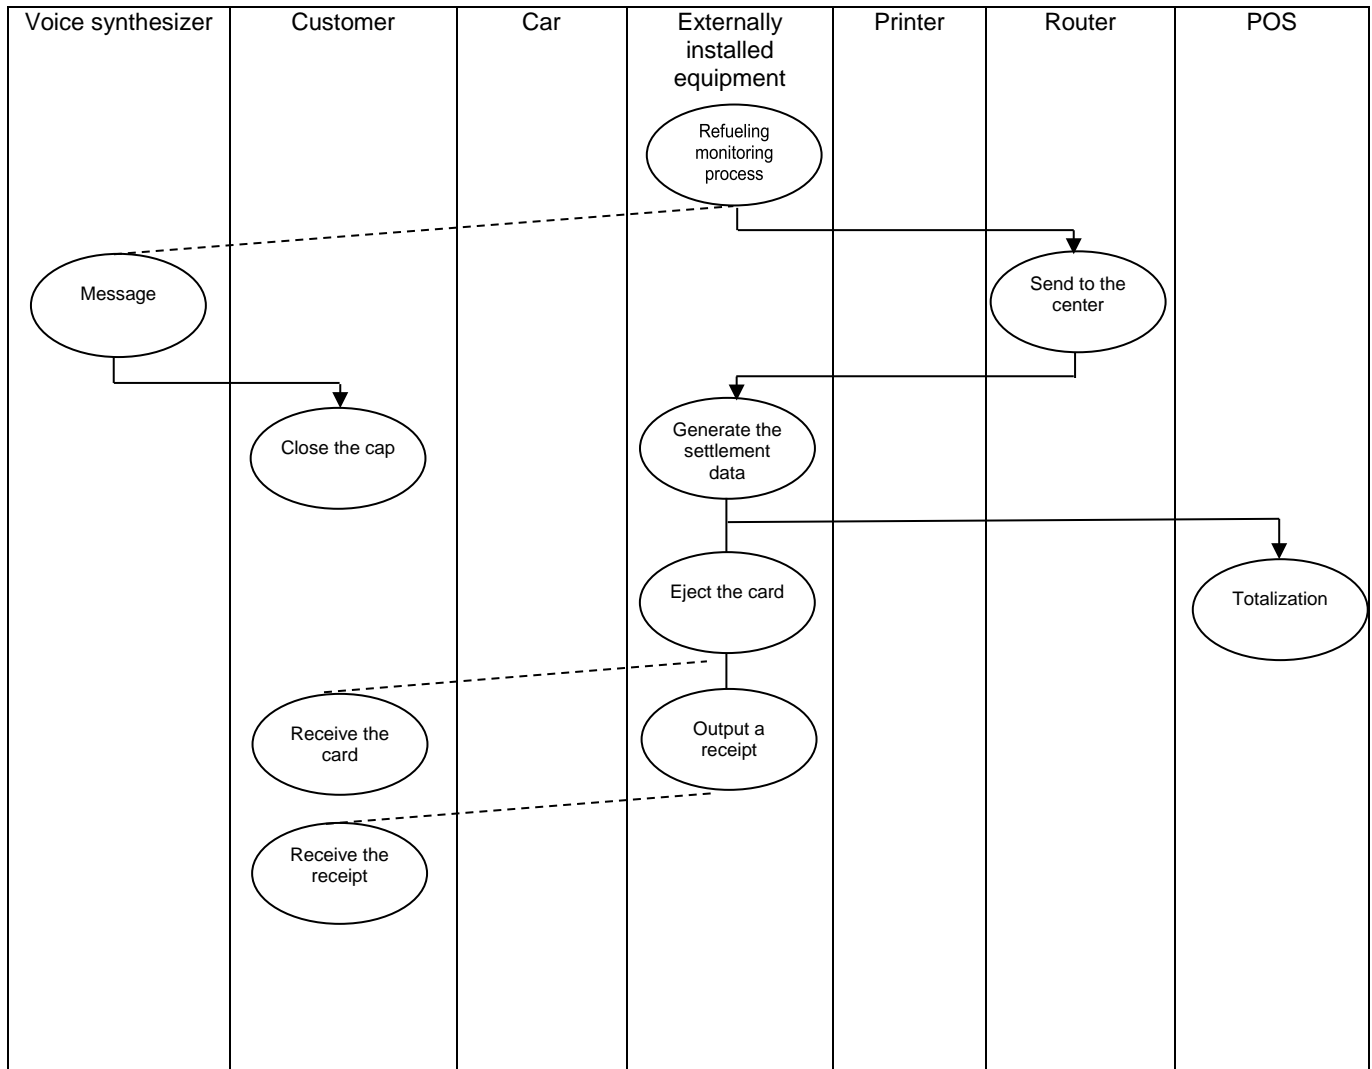 Voice synthesizer
Customer
Car
Externally
installed
equipment
Printer
Router
POS
Refueling
monitoring
process
Message
Send to the
center
Close the cap
Generate the
settlement
data
Eject the card
Totalization
Receive the
card
Output a
receipt
Receive the
receipt